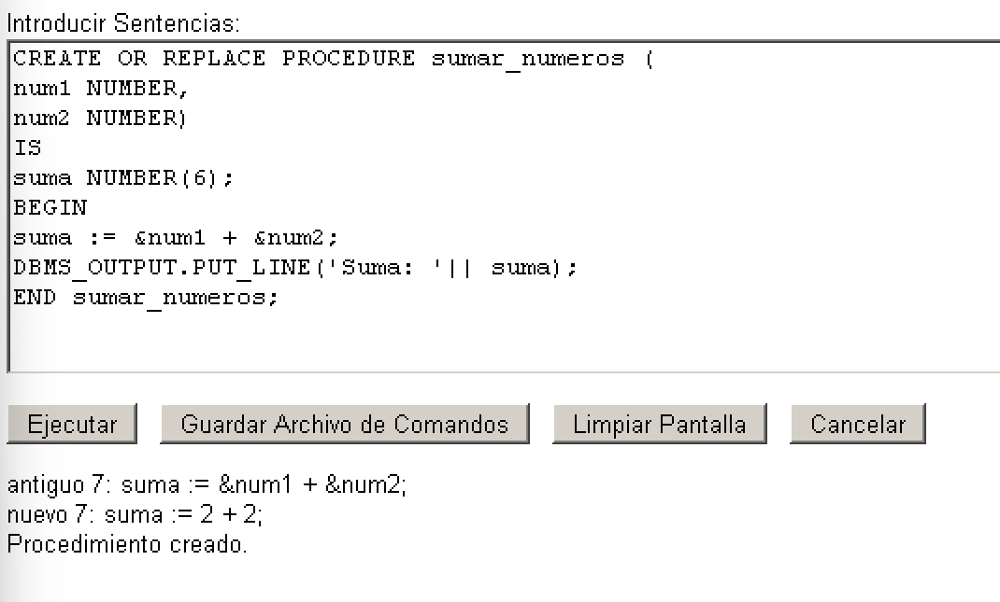 Introducir Sentencias:
CREATE OR REPLACE PROCEDURE sumar_numeros (
num1 NUMBER,
num2 NUMBER)
IS
suma NUMBER(6);
BEGIN
suma := &num1 + &num2;
DBMS_OUTPUT.PUT_LINE('Suma: '|| suma);
END sumar_numeros;
Ejecutar Guardar Archivo de Comandos Limpiar Pantalla Cancelar
antiguo 7: suma := &num1 + &num2;
nuevo 7: suma := 2 + 2;
Procedimiento creado.